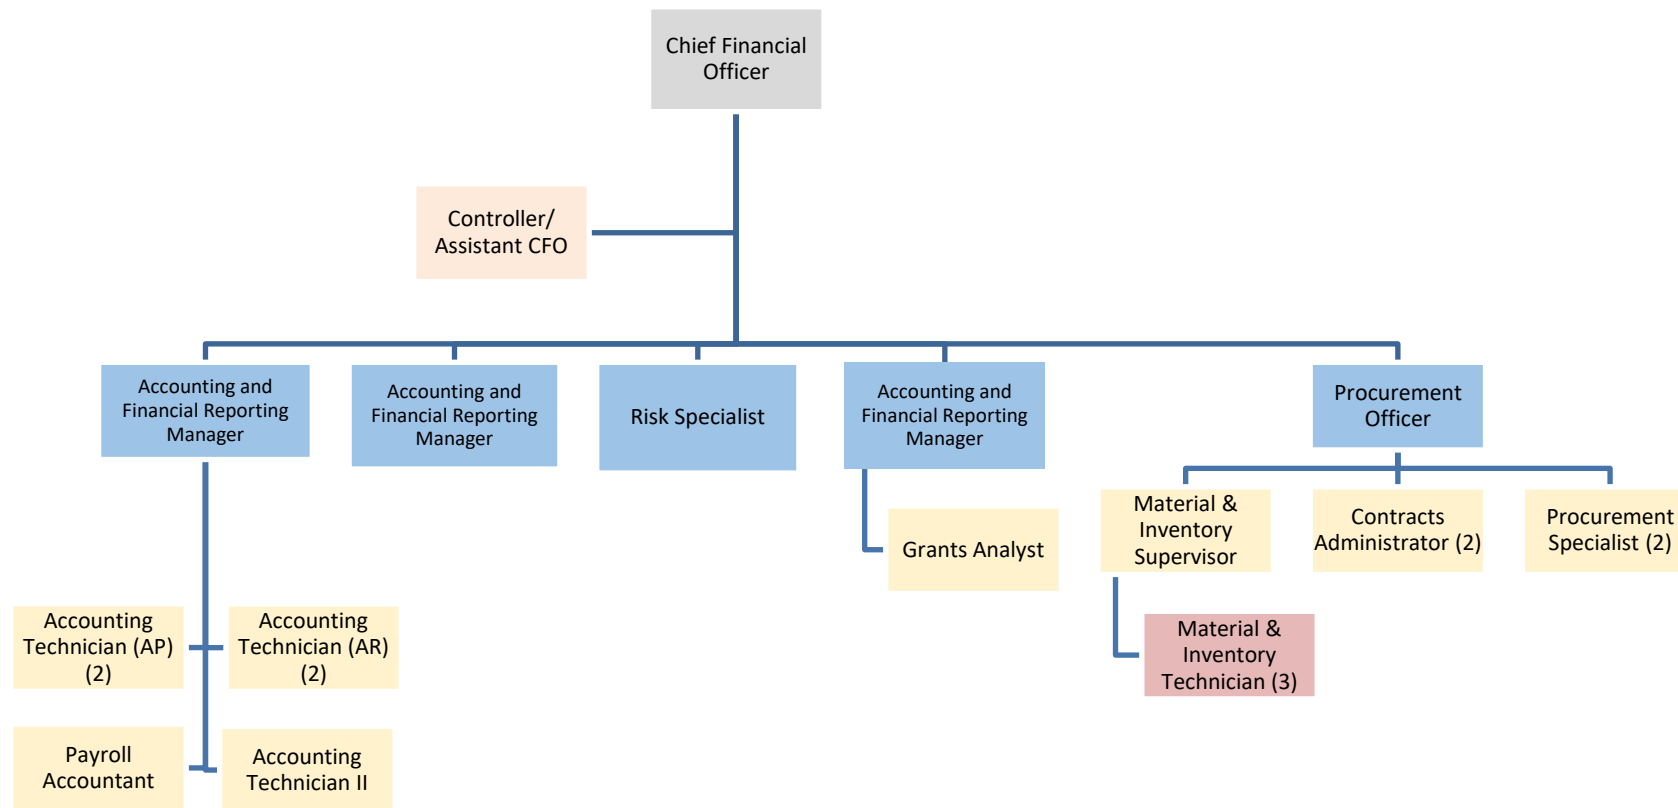 Chief Financial
Officer
Controller/
Assistant CFO
Accounting and
Financial Reporting
Manager
Accounting and
Financial Reporting
Manager
Risk Specialist
Accounting and
Financial Reporting
Manager
Procurement
Officer
Grants Analyst
Material &
Inventory
Supervisor
Contracts
Administrator (2)
Procurement
Specialist (2)
Accounting
Technician (AP)
(2)
Accounting
Technician (AR)
(2)
Material &
Inventory
Technician (3)
Payroll
Accountant
Accounting
Technician II